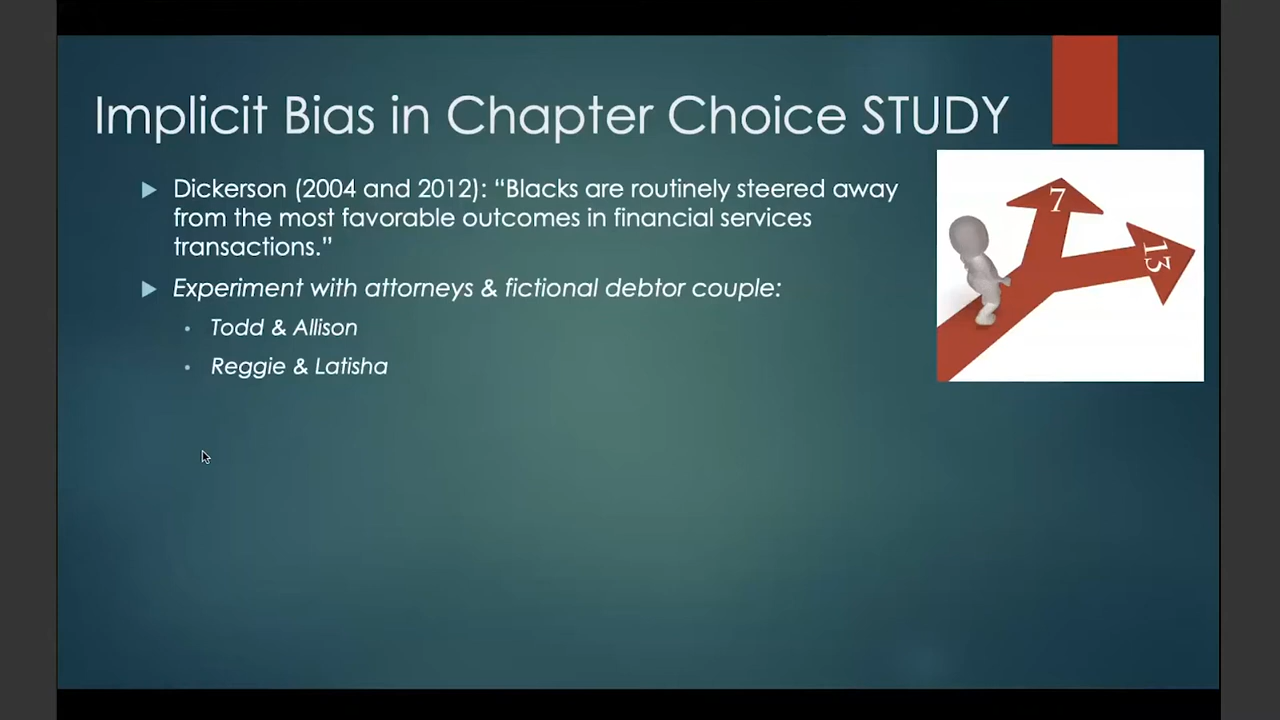 Implicit Bias in Chapter Choice STUDY
Dickerson (2004 and 2012): “Blacks are routinely steered away
from the most favorable outcomes in financial services
transactions.”
Experiment with attorneys & fictional debtor couple:
Todd & Allison
Reggie & Latisha
7
13